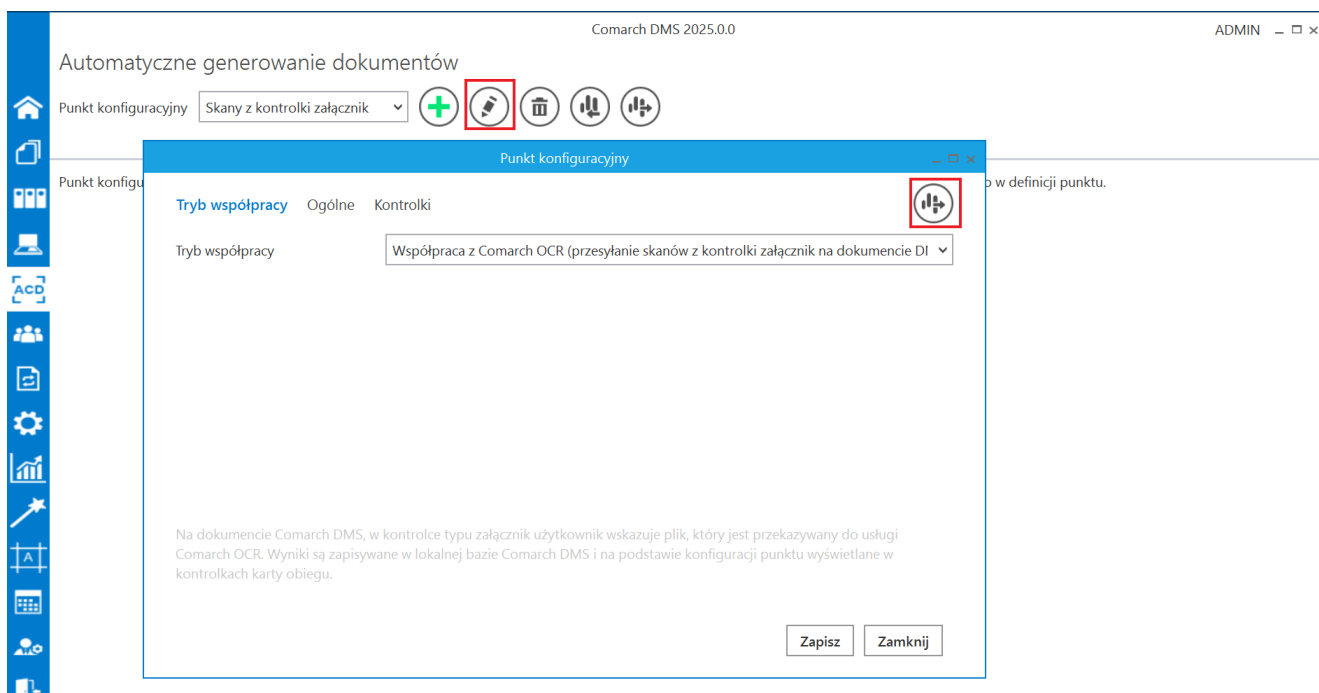 Comarch DMS 2025.0.0
ADMIN
Automatyczne generowanie dokumentów
Punkt konfiguracyjny
Skany z kontrolki załącznik
Punkt konfiguracyjny
Punkt konfigu
o w definicji punktu.
Tryb współpracy
Ogólne
Kontrolki
Tryb współpracy
Współpraca z Comarch OCR (przesyłanie skanów z kontrolki załącznik na dokumencie DI
ACD
A
Na dokumencie Comarch DMS, w kontrolce typu załącznik użytkownik wskazuje plik, który jest przekazywany do usługi
Comarch OCR. Wyniki są zapisywane w lokalnej bazie Comarch DMS i na podstawie konfiguracji punktu wyświetlane w
kontrolkach karty obiegu.
Zapisz
Zamknij